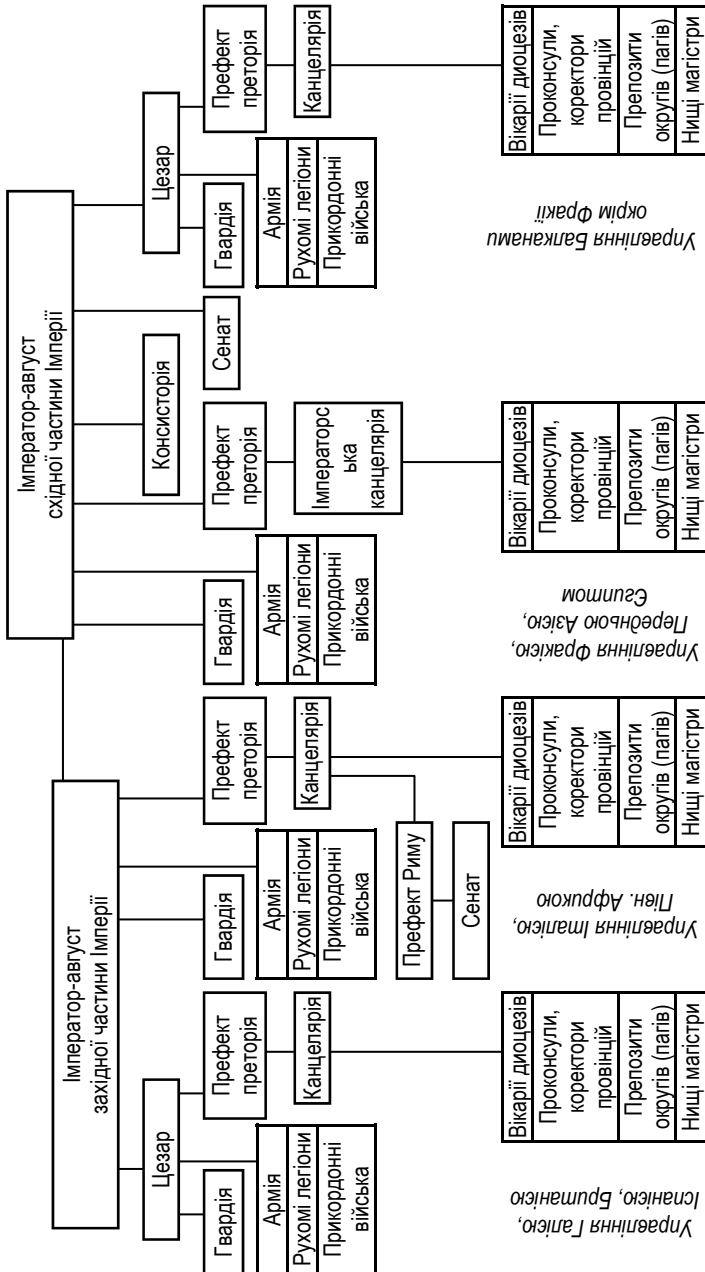 Імператор-август
західної частини Імперії
Імператор-август
східної частини Імперії
Цезар
Гвардія
Армія
Рухомі легіони
Прикордонні
війська
Префект
преторія
Канцелярія
Управління Галією,
Іспанією, Британією
Вікарії диоцезів
Проконсули,
коректори
провінцій
Препозити
округів (пагів)
Нищі магістри
Гвардія
Армія
Рухомі легіони
Прикордонні
війська
Префект
преторія
Канцелярія
Префект Риму
Сенат
Управління Італією,
Півн. Африкою
Вікарії диоцезів
Проконсули,
коректори
провінцій
Препозити
округів (пагів)
Нищі магістри
Гвардія
Армія
Рухомі легіони
Прикордонні
війська
Префект
преторія
Імператорс
ька
канцелярія
Консисторія
Сенат
Управління Фракією,
Передньою Азією,
Єгиптом
Вікарії диоцезів
Проконсули,
коректори
провінцій
Препозити
округів (пагів)
Нищі магістри
Цезар
Гвардія
Армія
Рухомі легіони
Прикордонні
війська
Префект
преторія
Канцелярія
Управління Балканами
окрім Фракії
Вікарії диоцезів
Проконсули,
коректори
провінцій
Препозити
округів (пагів)
Нищі магістри